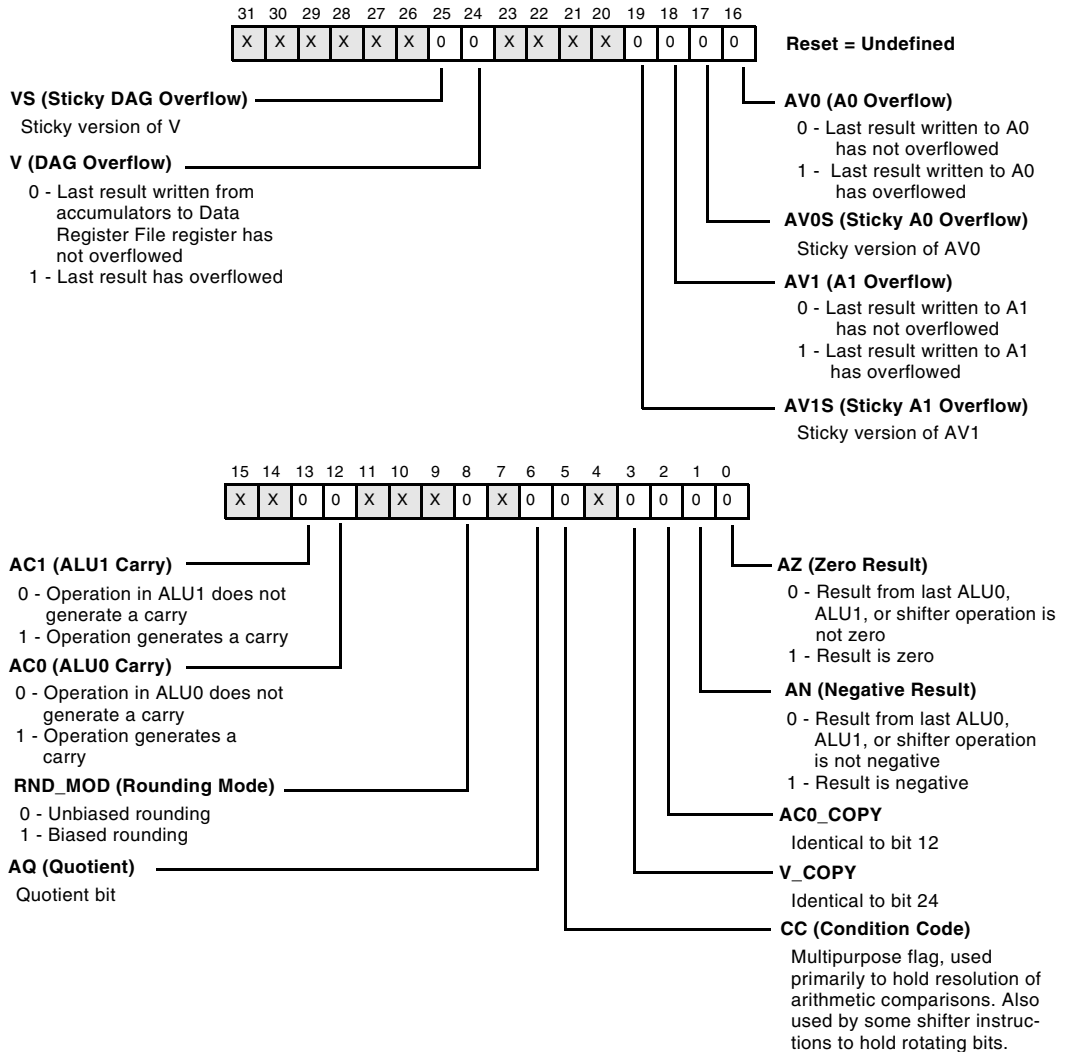 31 30 29 28 27 26 25 24 23 22 21 20 19 18 17 16
X X X X X X 0 0 X X X X 0 0 0 0
Reset = Undefined
VS (Sticky DAG Overflow)
Sticky version of V
V (DAG Overflow)
0 - Last result written from
accumulators to Data
Register File register has
not overflowed
1 - Last result has overflowed
AV0 (A0 Overflow)
0 - Last result written to A0
has not overflowed
1 - Last result written to A0
has overflowed
AV0S (Sticky A0 Overflow)
Sticky version of AV0
AV1 (A1 Overflow)
0 - Last result written to A1
has not overflowed
1 - Last result written to A1
has overflowed
AV1S (Sticky A1 Overflow)
Sticky version of AV1
15 14 13 12 11 10 9 8 7 6 5 4 3 2 1 0
X X 0 0 X X X 0 X 0 0 X 0 0 0 0
AC1 (ALU1 Carry)
0 - Operation in ALU1 does not
generate a carry
1 - Operation generates a carry
AC0 (ALU0 Carry)
0 - Operation in ALU0 does not
generate a carry
1 - Operation generates a
carry
RND_MOD (Rounding Mode)
0 - Unbiased rounding
1 - Biased rounding
AQ (Quotient)
Quotient bit
AZ (Zero Result)
0 - Result from last ALU0,
ALU1, or shifter operation is
not zero
1 - Result is zero
AN (Negative Result)
0 - Result from last ALU0,
ALU1, or shifter operation
is not negative
1 - Result is negative
AC0_COPY
Identical to bit 12
V_COPY
Identical to bit 24
CC (Condition Code)
Multipurpose flag, used
primarily to hold resolution of
arithmetic comparisons. Also
used by some shifter instruc-
tions to hold rotating bits.